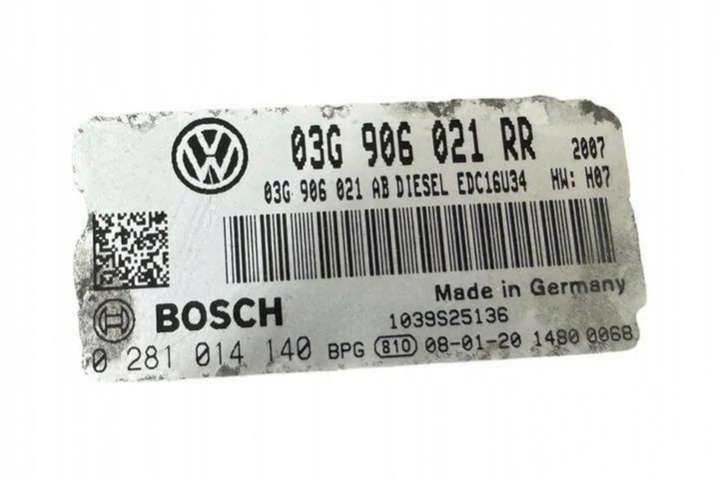 03G 906 021 RR 2007
03G 906 021 AB DIESEL EDC16U34 HW: H07
Made in Germany
BOSCH 1039S25136
0 281 014 140 BPG 810 08-01-20 1480 0068